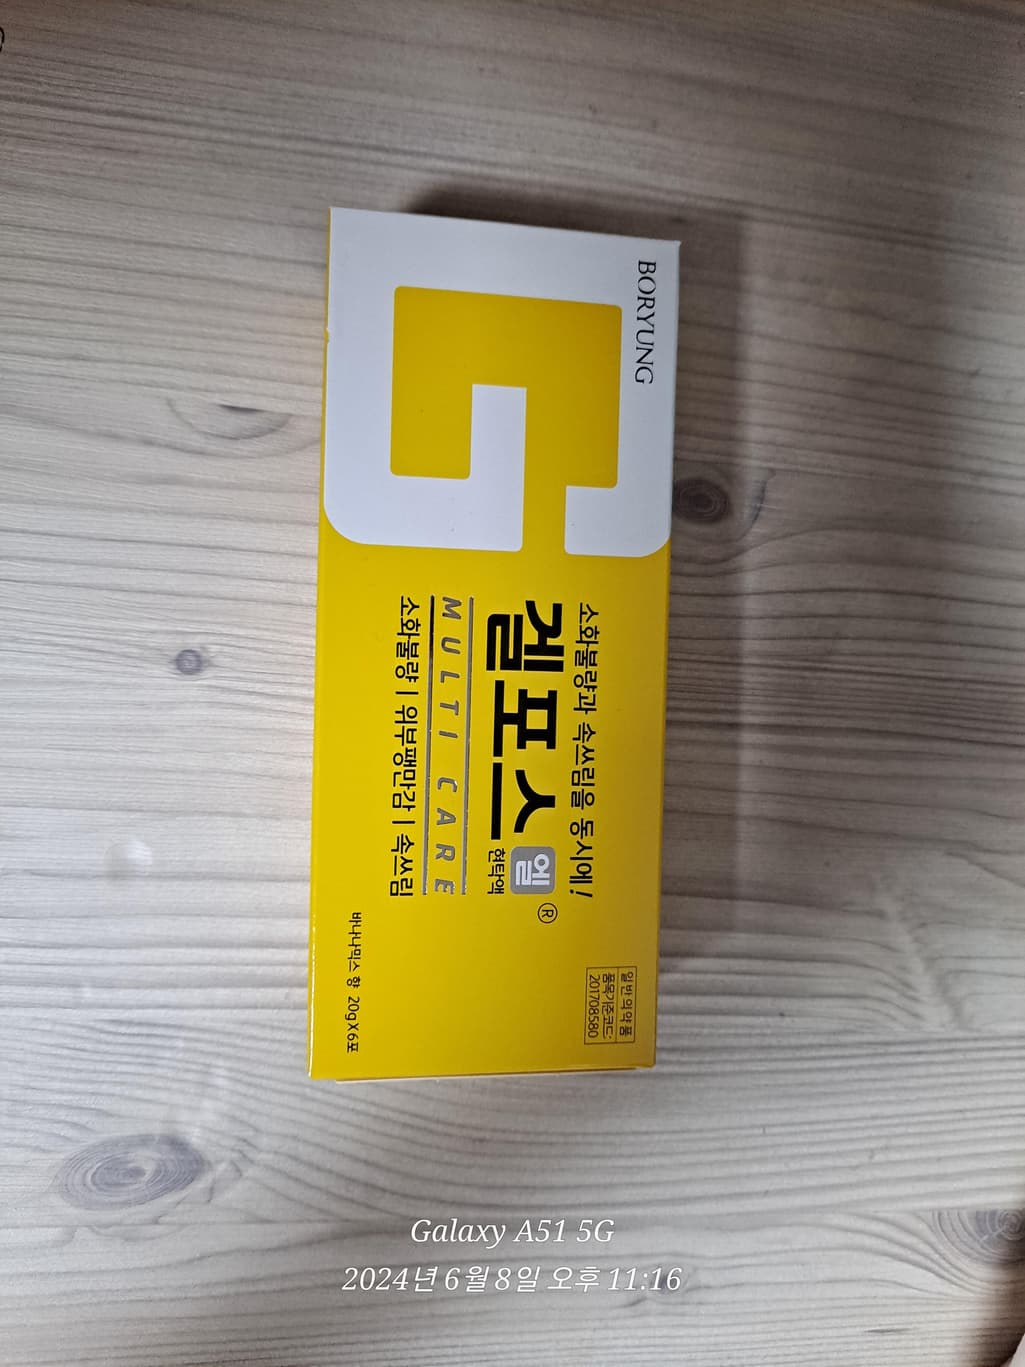 BORYUNG
소화불량과 속쓰림을 동시에!
겔포스 엘 ®
현탁액
MULTI CARE
소화불량 | 위부팽만감 | 속쓰림
일반의약품
품목기준코드:
201708580
바나나믹스 향 20g X 6포
Galaxy A51 5G
2024년 6월 8일 오후 11:16